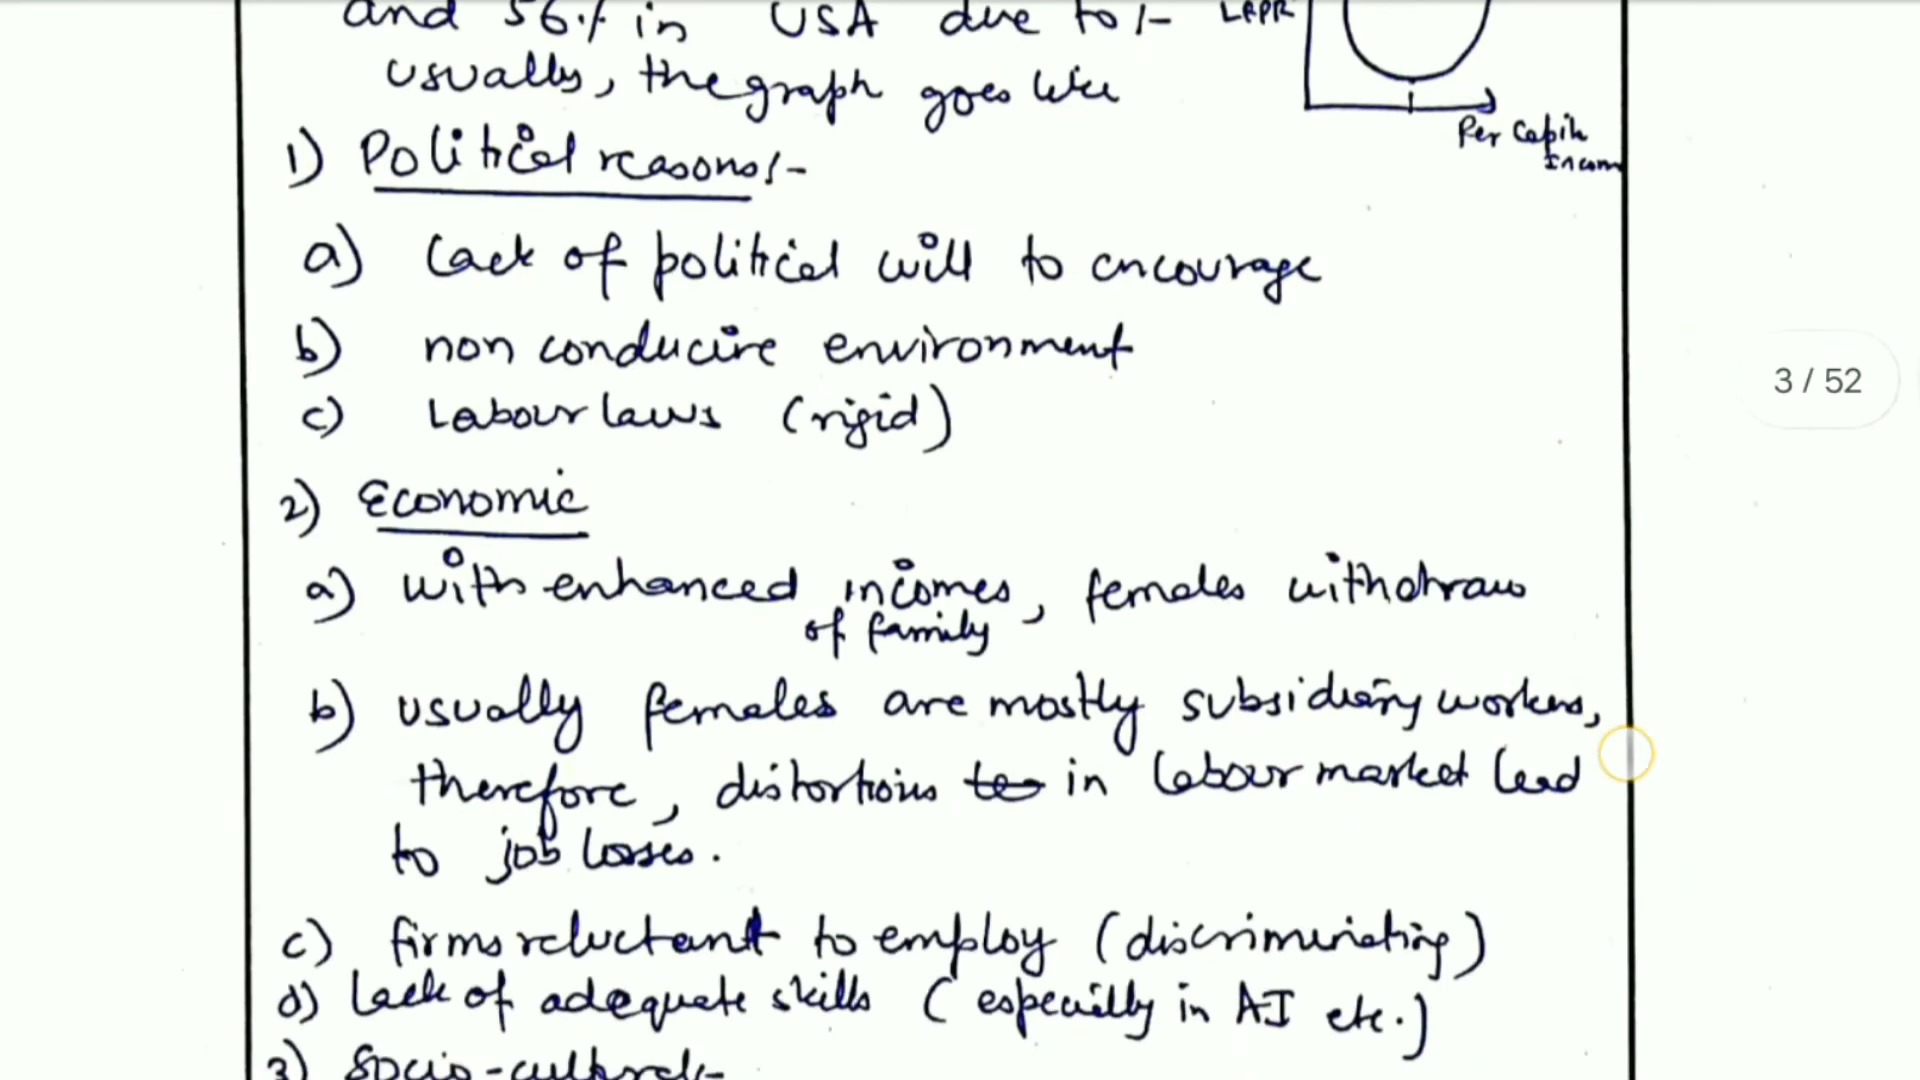 and 56% in USA due to :-
usually, the graph goes like
LFPR
Per Capita
Incom
1) Political reasons :-
a) Lack of political will to encourage
b) non conducive environment
c) Labour laws (rigid)
2) Economic
a) with enhanced incomes, females withdraw
of family
b) usually females are mostly subsidiary workers,
therefore, distortions in labour market lead
to job losses.
c) firms reluctant to employ (discriminating)
d) Lack of adequate skills (especially in AI etc.)
3) Socio-cultural :-
3 / 52